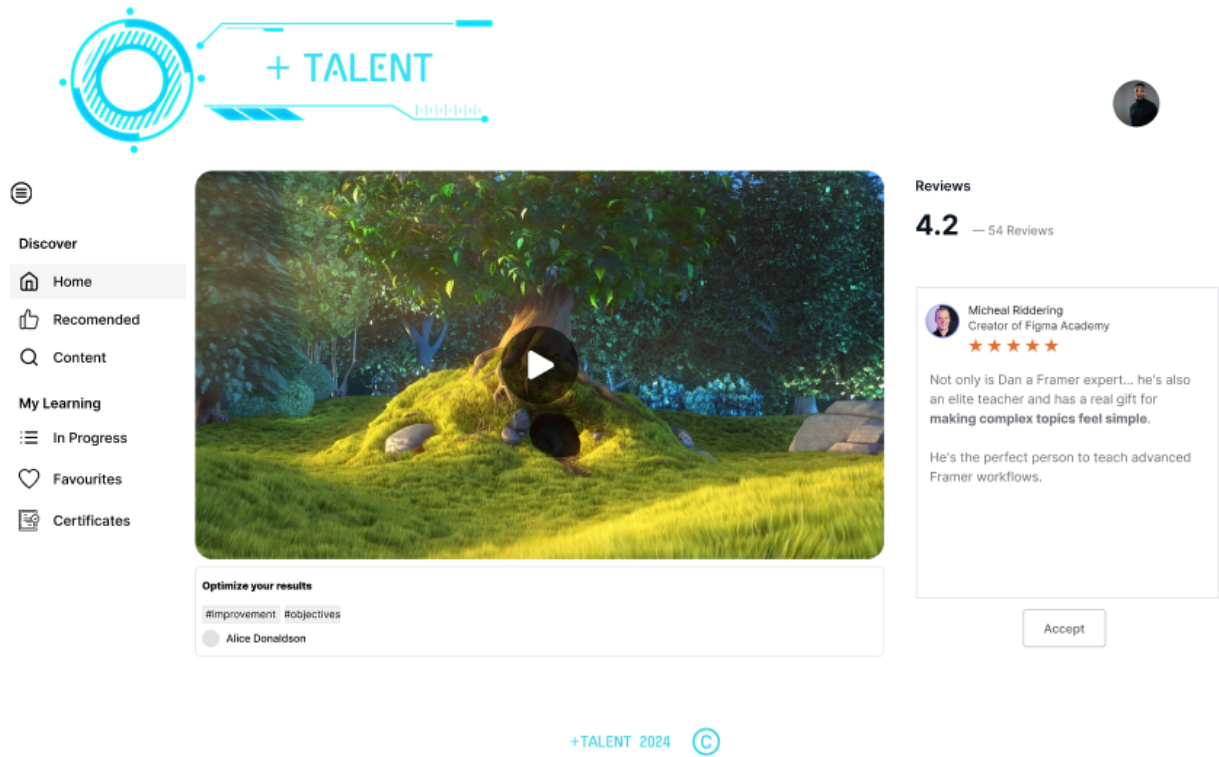 + TALENT
Discover
Home
Recomended
Content
My Learning
In Progress
Favourites
Certificates
Optimize your results
#Improvement #objectives
Alice Donaldson
Reviews
4.2 — 54 Reviews
Micheal Riddering
Creator of Figma Academy
Not only is Dan a Framer expert... he's also
an elite teacher and has a real gift for
making complex topics feel simple.
He's the perfect person to teach advanced
Framer workflows.
Accept
+TALENT 2024 ©